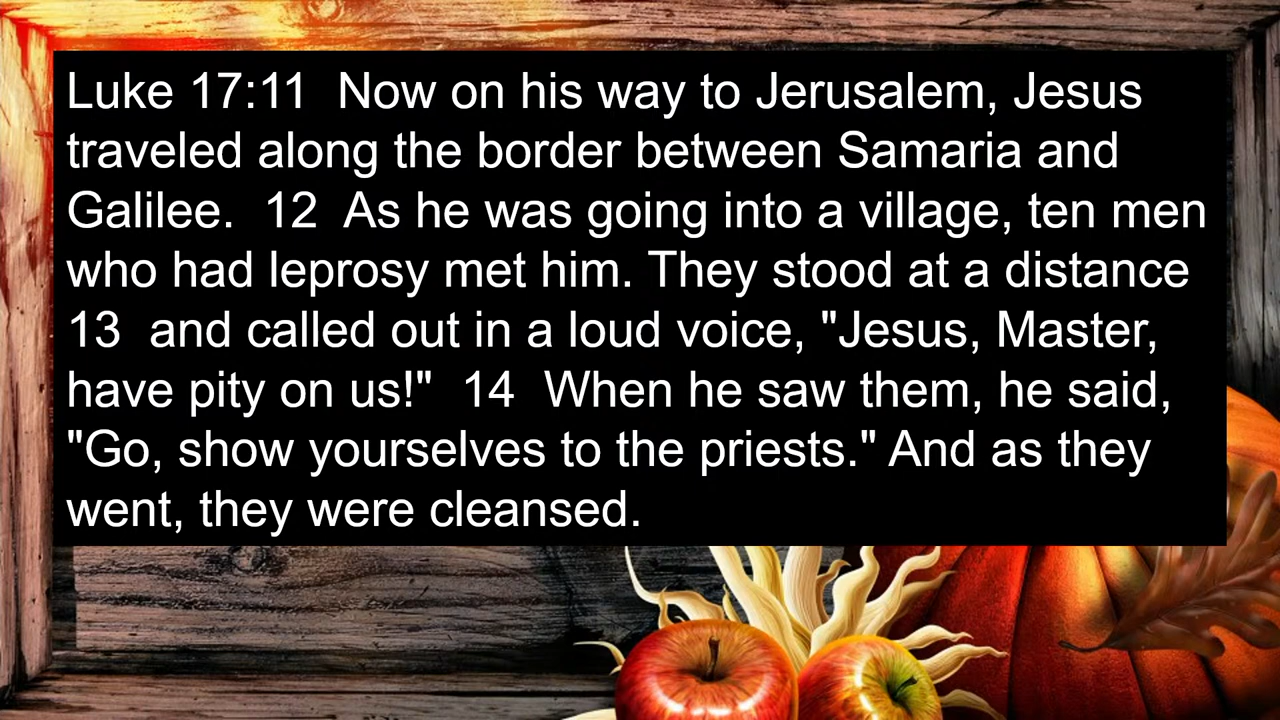 Luke 17:11  Now on his way to Jerusalem, Jesus
traveled along the border between Samaria and
Galilee.  12  As he was going into a village, ten men
who had leprosy met him. They stood at a distance
13  and called out in a loud voice, "Jesus, Master,
have pity on us!"  14  When he saw them, he said,
"Go, show yourselves to the priests." And as they
went, they were cleansed.